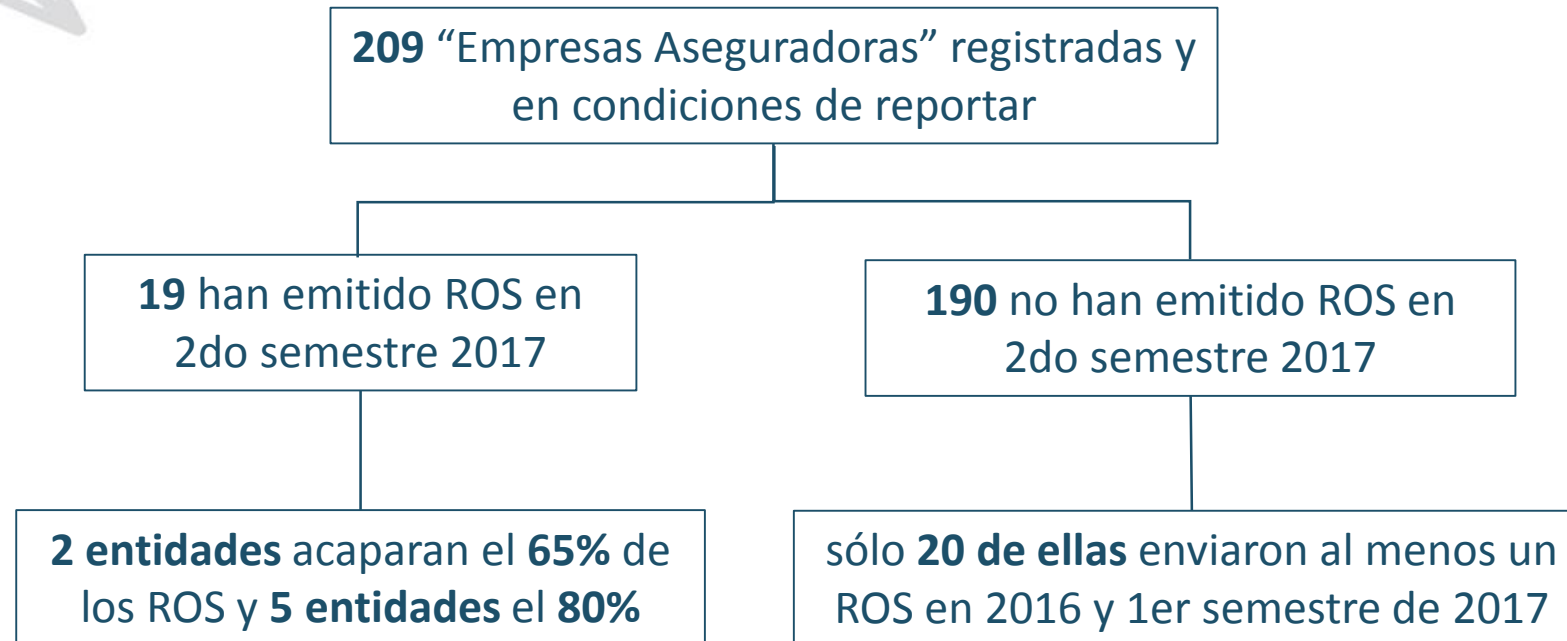 209 “Empresas Aseguradoras” registradas y
en condiciones de reportar
19 han emitido ROS en
2do semestre 2017
190 no han emitido ROS en
2do semestre 2017
2 entidades acaparan el 65% de
los ROS y 5 entidades el 80%
sólo 20 de ellas enviaron al menos un
ROS en 2016 y 1er semestre de 2017